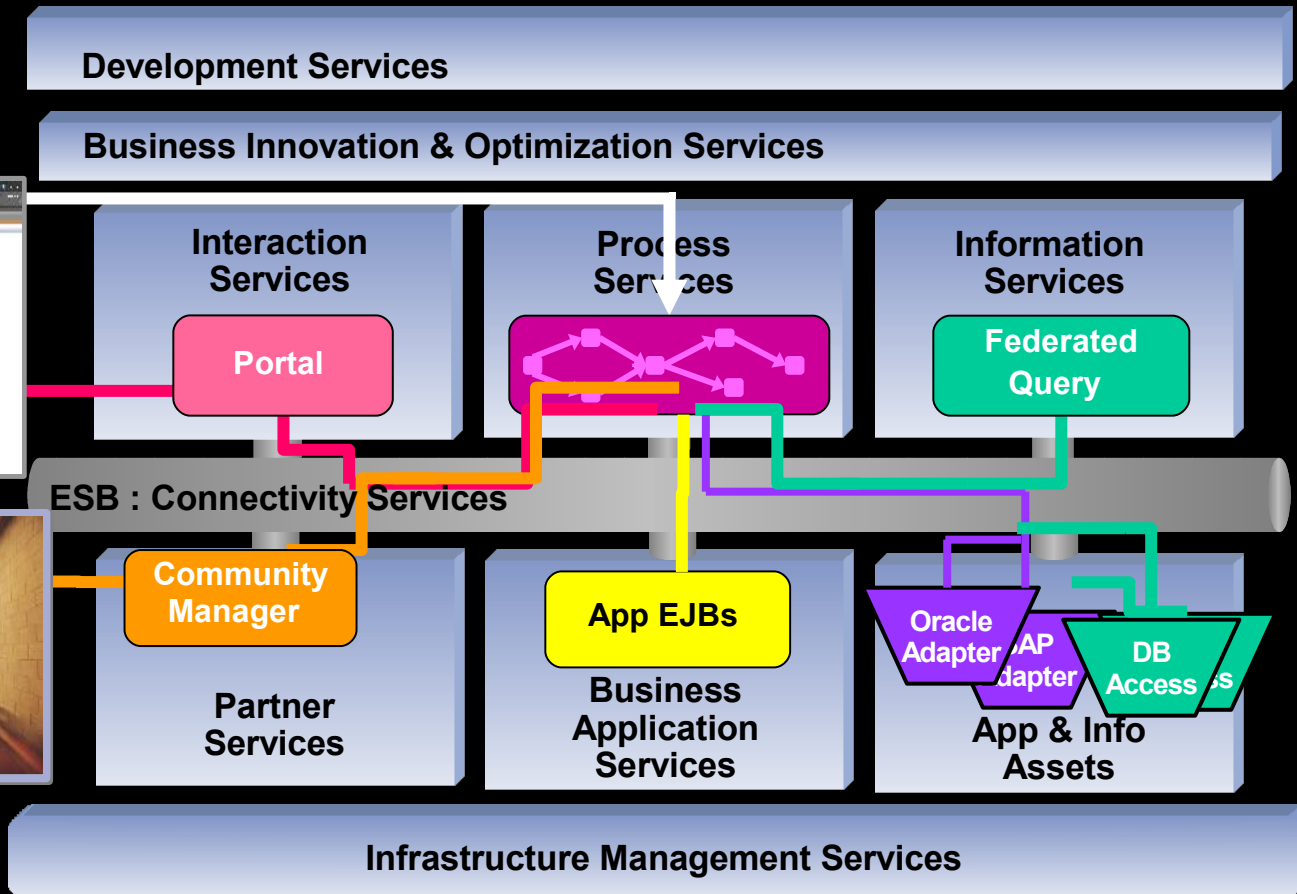 Development Services
Business Innovation & Optimization Services
Interaction
Services
Process
Services
Information
Services
Portal
Federated
Query
ESB : Connectivity Services
Community
Manager
App EJBs
Oracle
Adapter
DB
Access
Partner
Services
Business
Application
Services
App & Info
Assets
Infrastructure Management Services